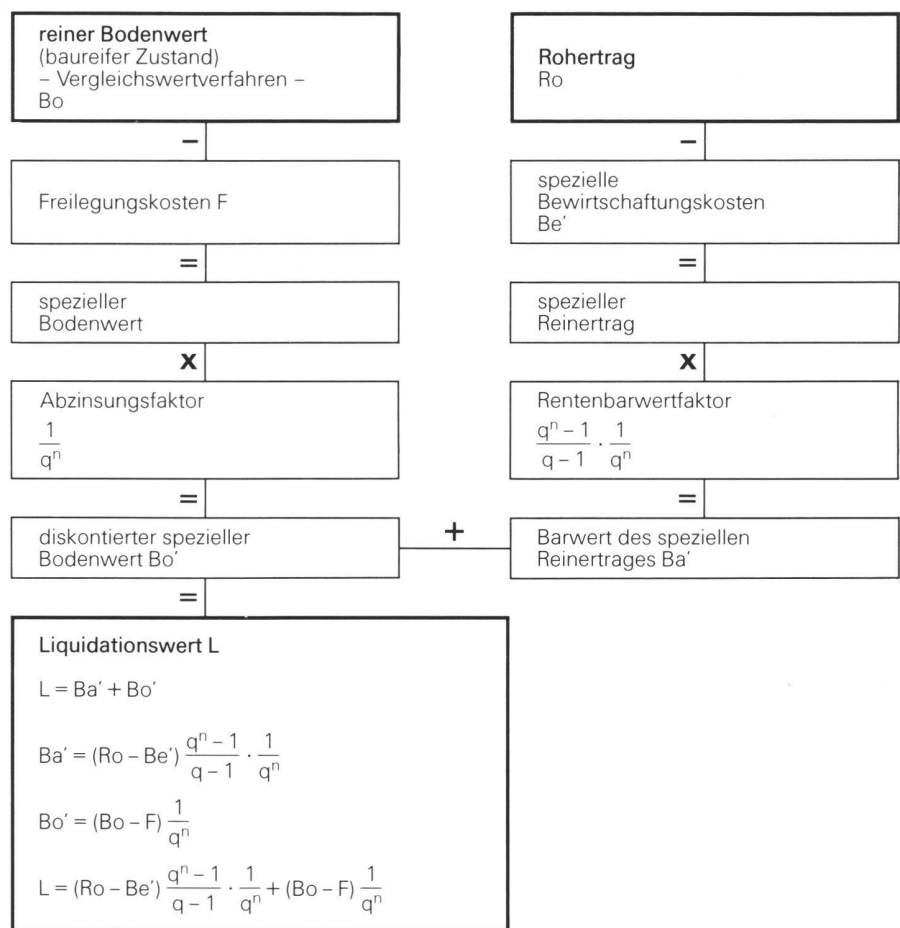 reiner Bodenwert
(baureifer Zustand)
– Vergleichswertverfahren –
Bo
–
Freilegungskosten F
=
spezieller
Bodenwert
x
Abzinsungsfaktor
1
qⁿ
=
diskontierter spezieller
Bodenwert Bo′
Rohertrag
Ro
–
spezielle
Bewirtschaftungskosten
Be′
=
spezieller
Reinertrag
x
Rentenbarwertfaktor
qⁿ – 1 / q – 1 · 1 / qⁿ
=
Barwert des speziellen
Reinertrages Ba′
+
=
Liquidationswert L
L = Ba′ + Bo′
Ba′ = (Ro – Be′) qⁿ – 1 / q – 1 · 1 / qⁿ
Bo′ = (Bo – F) 1 / qⁿ
L = (Ro – Be′) qⁿ – 1 / q – 1 · 1 / qⁿ + (Bo – F) 1 / qⁿ